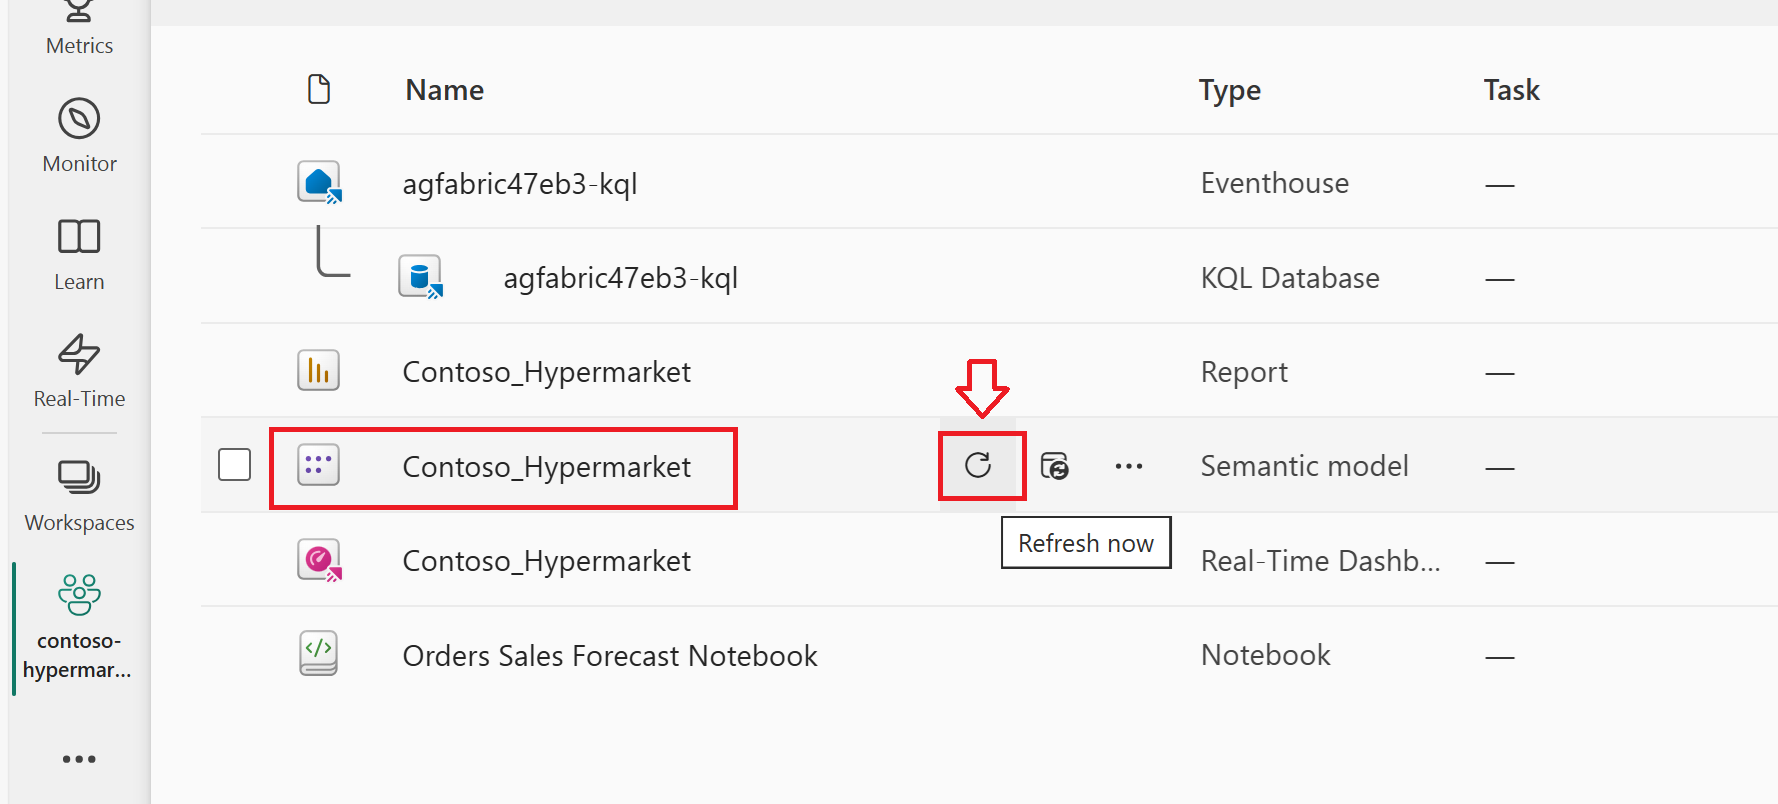 Metrics
Monitor
Learn
Real-Time
Workspaces
contoso-
hypermar...
Name Type Task
agfabric47eb3-kql Eventhouse —
agfabric47eb3-kql KQL Database —
Contoso_Hypermarket Report —
Contoso_Hypermarket Semantic model —
Refresh now
Contoso_Hypermarket Real-Time Dashb... —
Orders Sales Forecast Notebook Notebook —